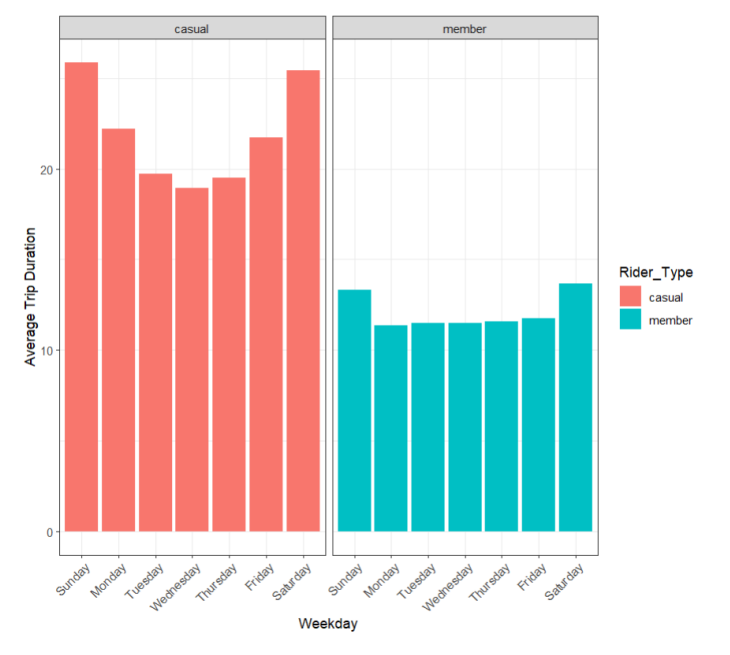 casual
member
20
10
0
Average Trip Duration
Sunday
Monday
Tuesday
Wednesday
Thursday
Friday
Saturday
Sunday
Monday
Tuesday
Wednesday
Thursday
Friday
Saturday
Weekday
Rider_Type
casual
member